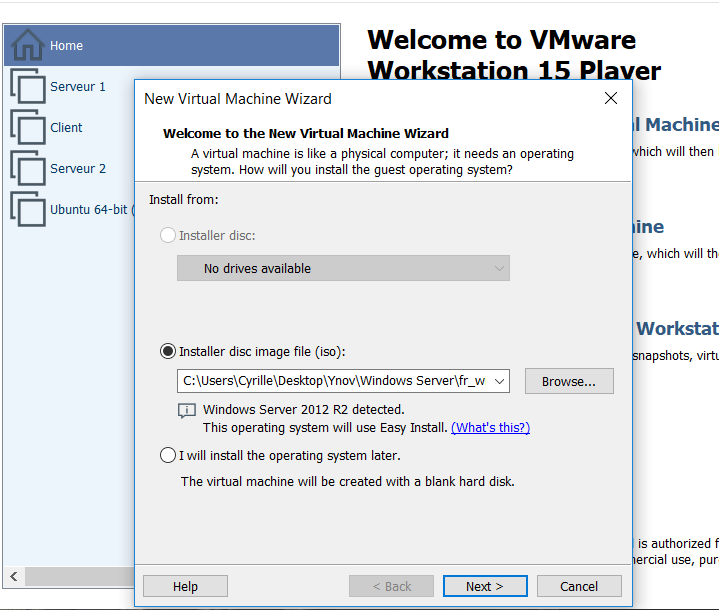 Home
Serveur 1
Client
Serveur 2
Ubuntu 64-bit (
Welcome to VMware
Workstation 15 Player
New Virtual Machine Wizard
Welcome to the New Virtual Machine Wizard
A virtual machine is like a physical computer; it needs an operating
system. How will you install the guest operating system?
Install from:
Installer disc:
No drives available
Installer disc image file (iso):
C:\Users\Cyrille\Desktop\Ynov\Windows Server\fr_w
Browse...
Windows Server 2012 R2 detected.
This operating system will use Easy Install. (What's this?)
I will install the operating system later.
The virtual machine will be created with a blank hard disk.
Help
< Back
Next >
Cancel
l Machine
which will then
ine
e, which will th
Workstat
snapshots, virtu
is authorized f
ercial use, pur